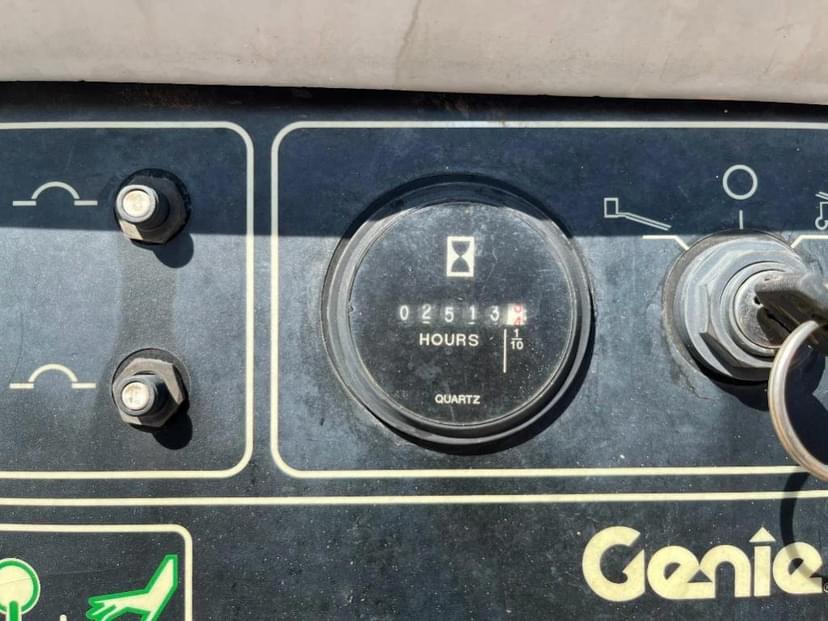 02513
HOURS
1/10
QUARTZ
Genie